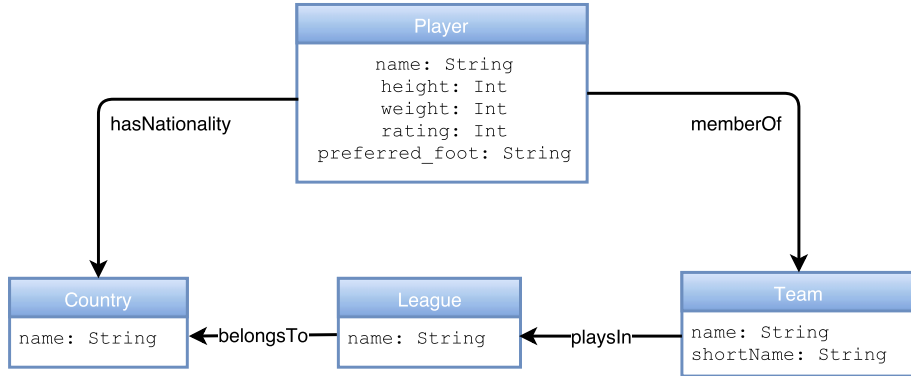 Player
name: String
height: Int
weight: Int
rating: Int
preferred_foot: String
hasNationality
memberOf
Country
name: String
belongsTo
League
name: String
playsIn
Team
name: String
shortName: String